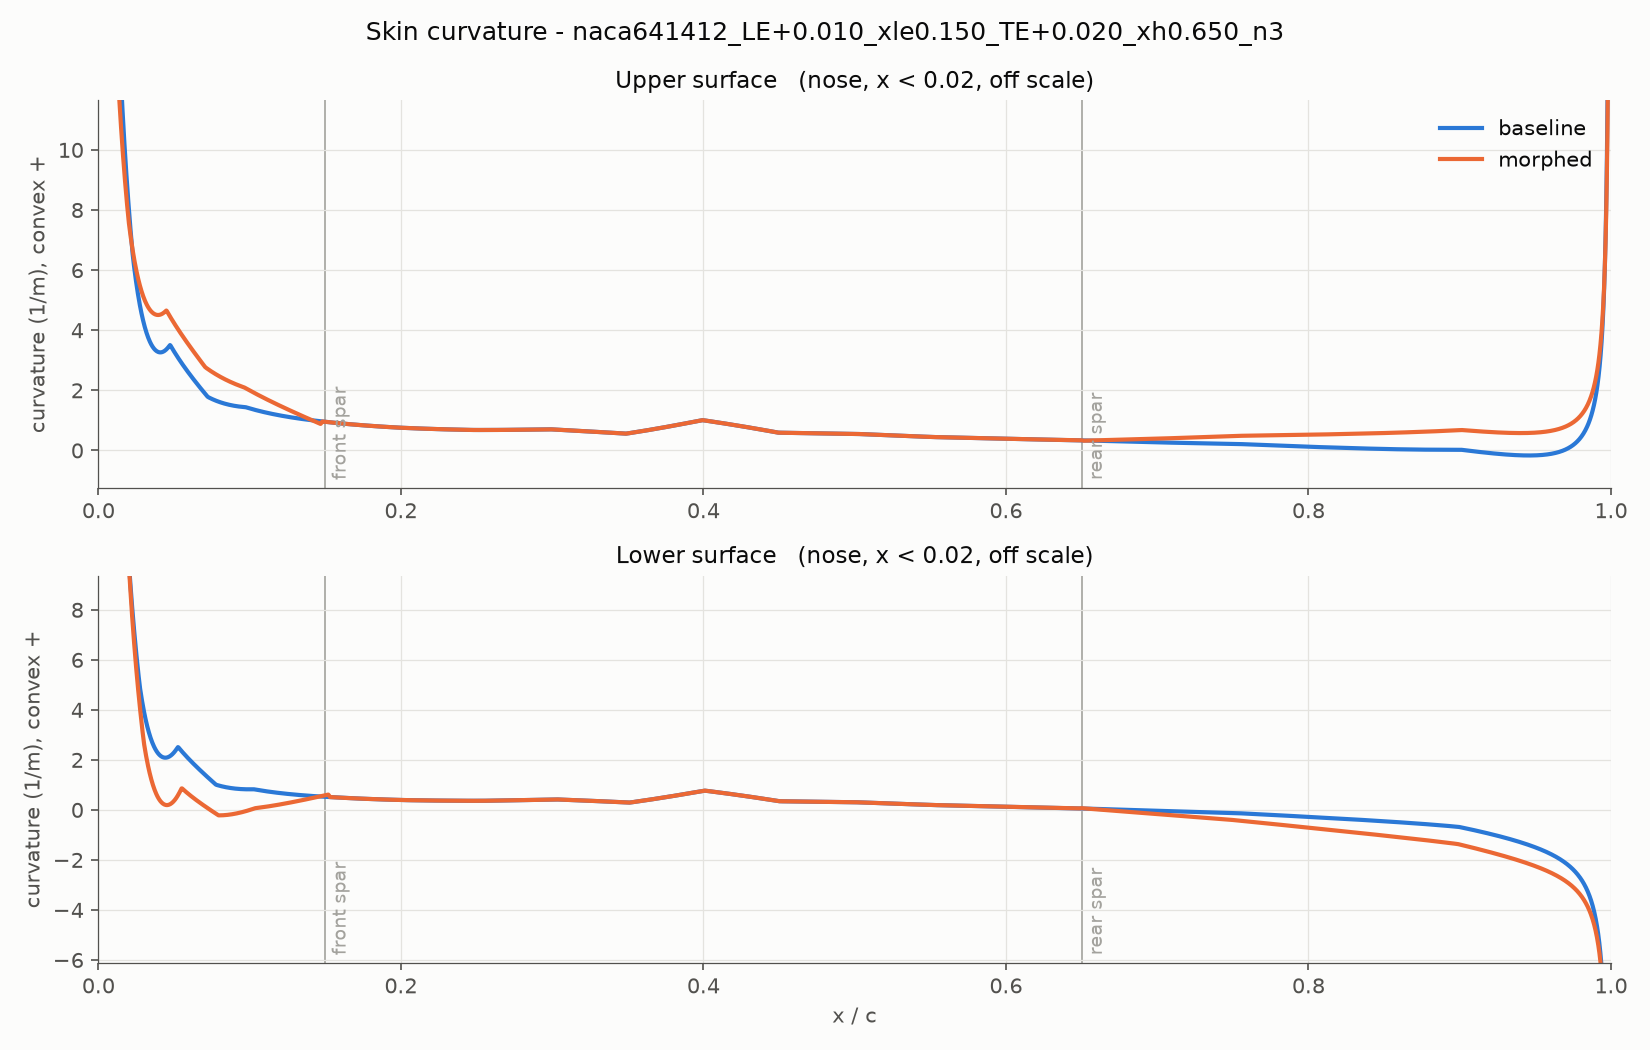 Skin curvature - naca641412_LE+0.010_xle0.150_TE+0.020_xh0.650_n3
Upper surface   (nose, x < 0.02, off scale)
curvature (1/m), convex +
10
8
6
4
2
0
baseline
morphed
front spar
rear spar
0.0
0.2
0.4
0.6
0.8
1.0
Lower surface   (nose, x < 0.02, off scale)
curvature (1/m), convex +
8
6
4
2
0
−2
−4
−6
front spar
rear spar
0.0
0.2
0.4
0.6
0.8
1.0
x / c